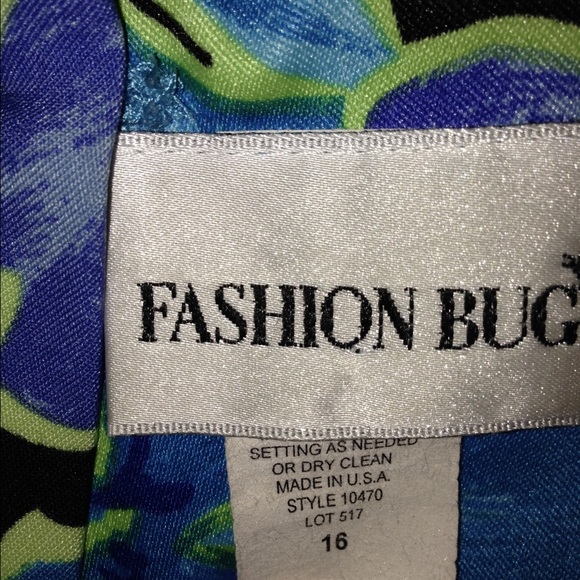 FASHION BUG
SETTING AS NEEDED
OR DRY CLEAN
MADE IN U.S.A.
STYLE 10470
LOT 517
16